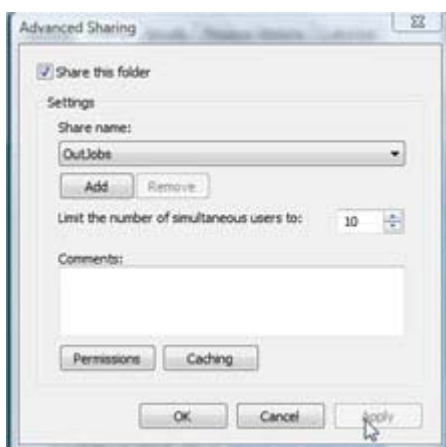 Advanced Sharing
Share this folder
Settings
Share name:
OutJobs
Add Remove
Limit the number of simultaneous users to: 10
Comments:
Permissions Caching
OK Cancel Apply